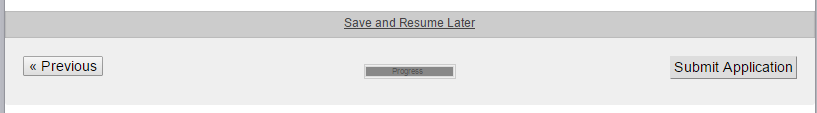 Save and Resume Later
« Previous
Progress
Submit Application